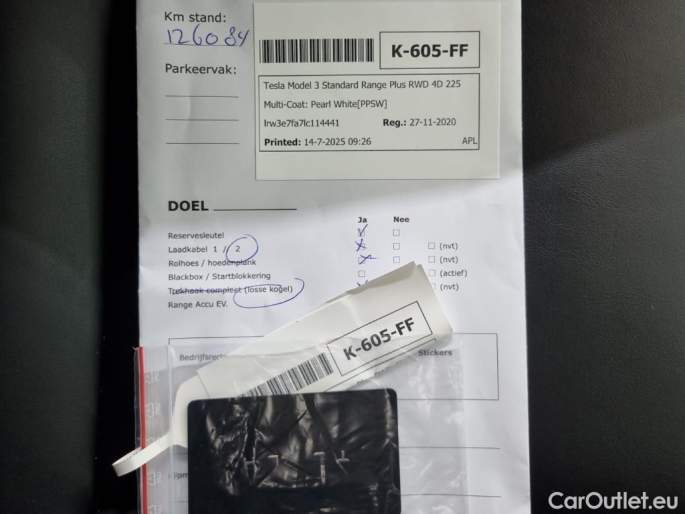 Km stand:
126084
Parkeervak:
K-605-FF
Tesla Model 3 Standard Range Plus RWD 4D 225
Multi-Coat: Pearl White[PPSW]
lrw3e7fa7lc114441 Reg.: 27-11-2020
Printed: 14-7-2025 09:26 APL
DOEL
Ja Nee
Reservesleutel
Laadkabel 1 / 2 (nvt)
Rolhoes / hoedenplank (nvt)
Blackbox / Startblokkering (actief)
Trekhaak compleet (losse kogel) (nvt)
Range Accu EV.
K-605-FF
Stickers
CarOutlet.eu